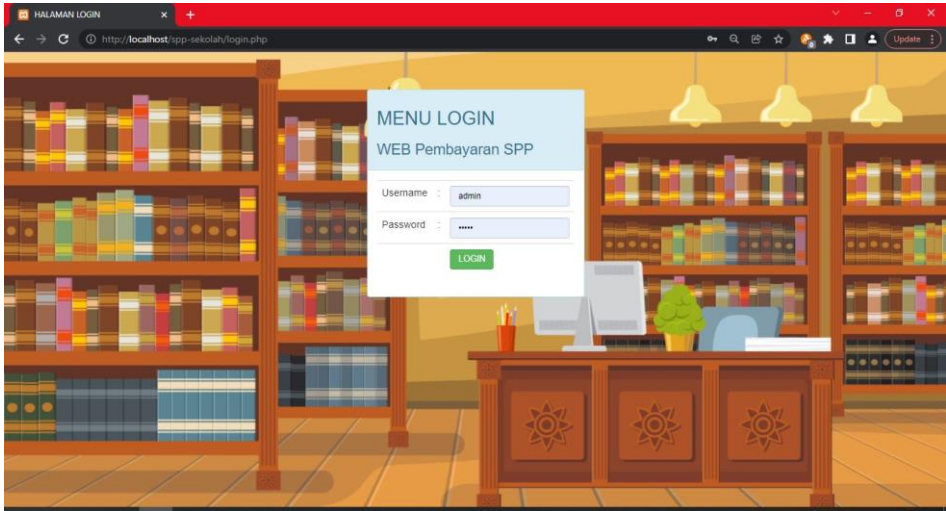 HALAMAN LOGIN
http://localhost/spp-sekolah/login.php
Update
MENU LOGIN
WEB Pembayaran SPP
Username :
admin
Password :
•••••
LOGIN